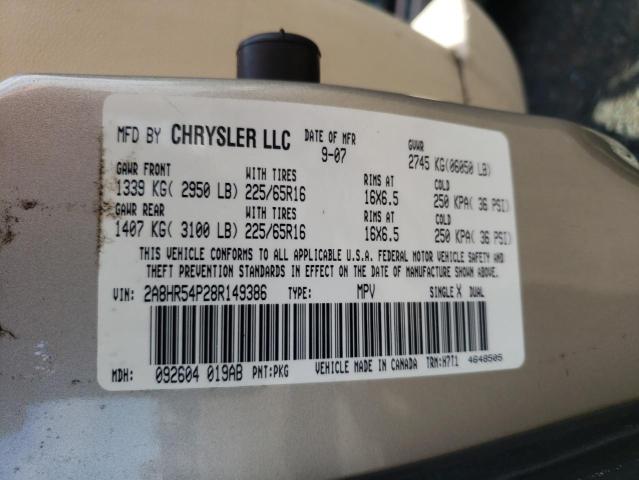 MFD BY CHRYSLER LLC DATE OF MFR 9-07 GVWR 2745 KG(06050 LB)
GAWR FRONT WITH TIRES RIMS AT COLD
1339 KG( 2950 LB) 225/65R16 16X6.5 250 KPA( 36 PSI)
GAWR REAR WITH TIRES RIMS AT COLD
1407 KG( 3100 LB) 225/65R16 16X6.5 250 KPA( 36 PSI)
THIS VEHICLE CONFORMS TO ALL APPLICABLE U.S.A. FEDERAL MOTOR VEHICLE SAFETY AND
THEFT PREVENTION STANDARDS IN EFFECT ON THE DATE OF MANUFACTURE SHOWN ABOVE.
VIN: 2A8HR54P28R149386 TYPE: MPV SINGLE X DUAL
MDH: 092604 019AB PNT:PKG VEHICLE MADE IN CANADA TRM:H7T1 4648505